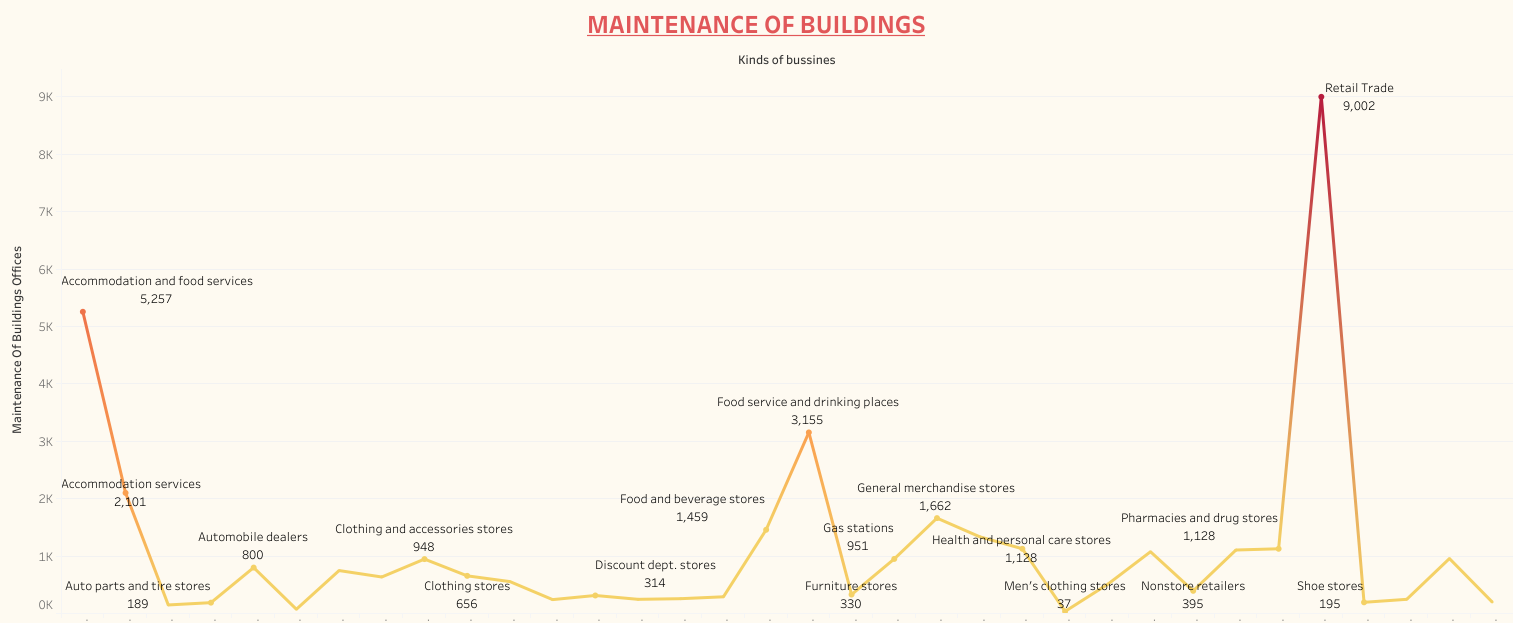 MAINTENANCE OF BUILDINGS
Kinds of bussines
Maintenance Of Buildings Offices
9K
8K
7K
6K
5K
4K
3K
2K
1K
0K
Retail Trade
9,002
Accommodation and food services
5,257
Food service and drinking places
3,155
Accommodation services
2,101
General merchandise stores
1,662
Food and beverage stores
1,459
Pharmacies and drug stores
1,128
Gas stations
951
Clothing and accessories stores
948
Automobile dealers
800
Health and personal care stores
1,128
Discount dept. stores
314
Auto parts and tire stores
189
Clothing stores
656
Furniture stores
330
Men's clothing stores
37
Nonstore retailers
395
Shoe stores
195